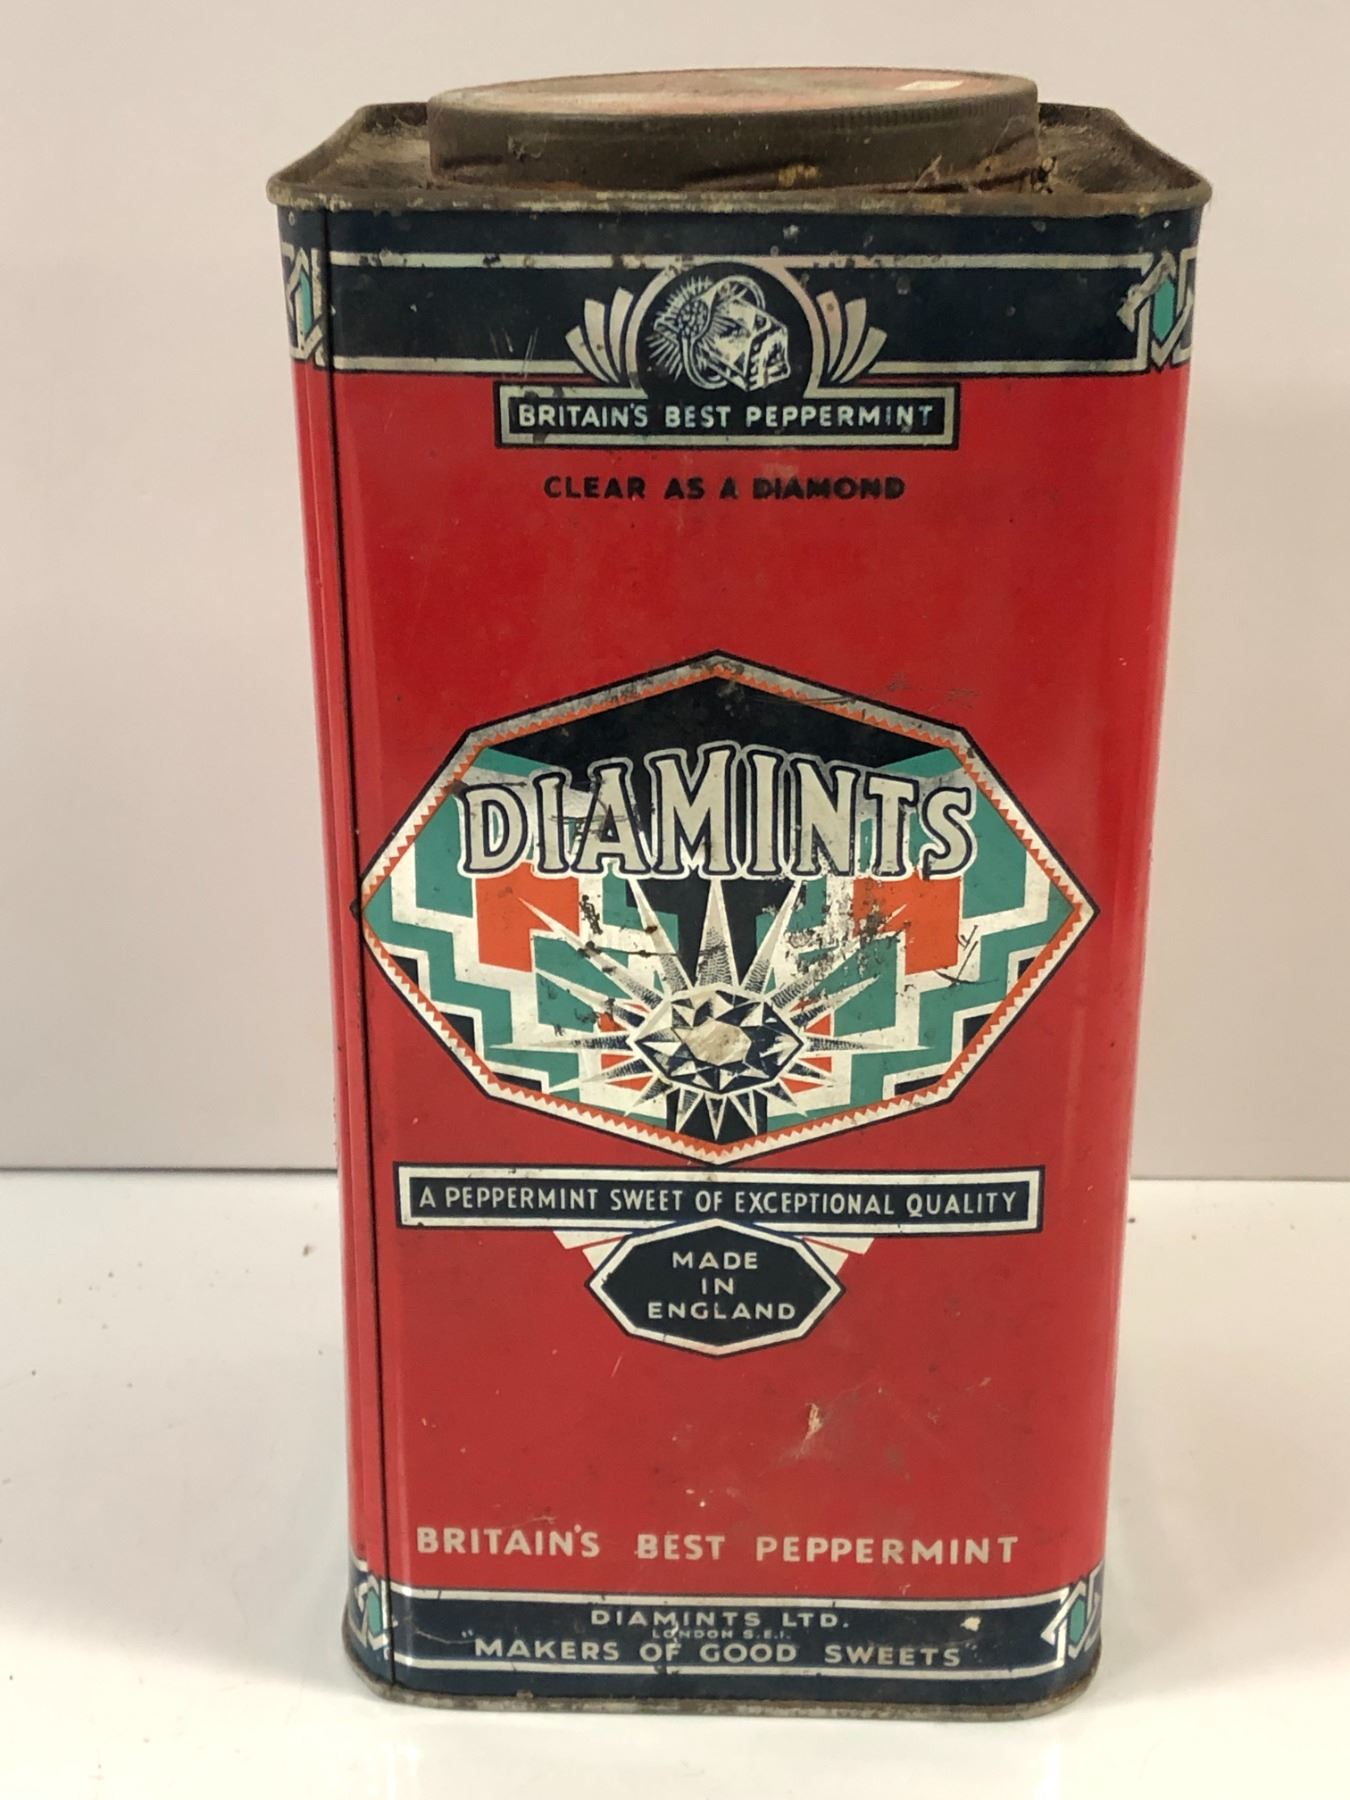 BRITAIN'S BEST PEPPERMINT
CLEAR AS A DIAMOND
DIAMINTS
A PEPPERMINT SWEET OF EXCEPTIONAL QUALITY
MADE
IN
ENGLAND
BRITAIN'S BEST PEPPERMINT
DIAMINTS LTD.
LONDON S.E.1.
"MAKERS OF GOOD SWEETS"